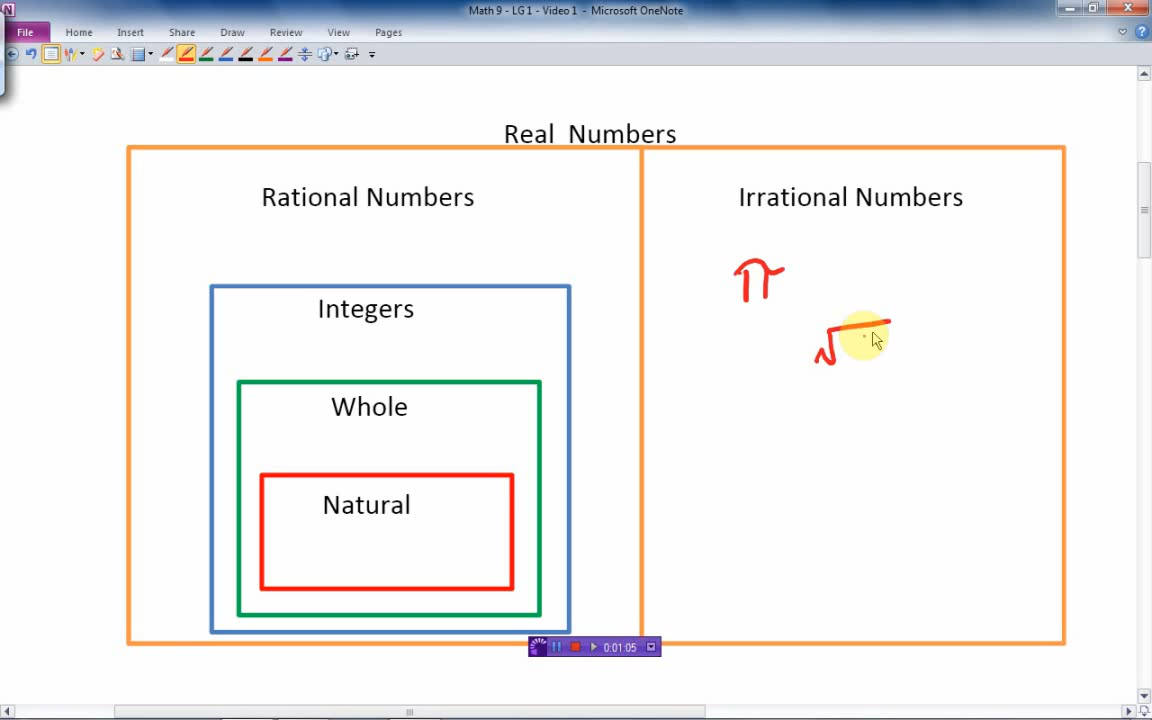 Math 9 - LG 1 - Video 1 - Microsoft OneNote
File Home Insert Share Draw Review View Pages
Real Numbers
Rational Numbers Irrational Numbers
π
Integers
√
Whole
Natural
0:01:05